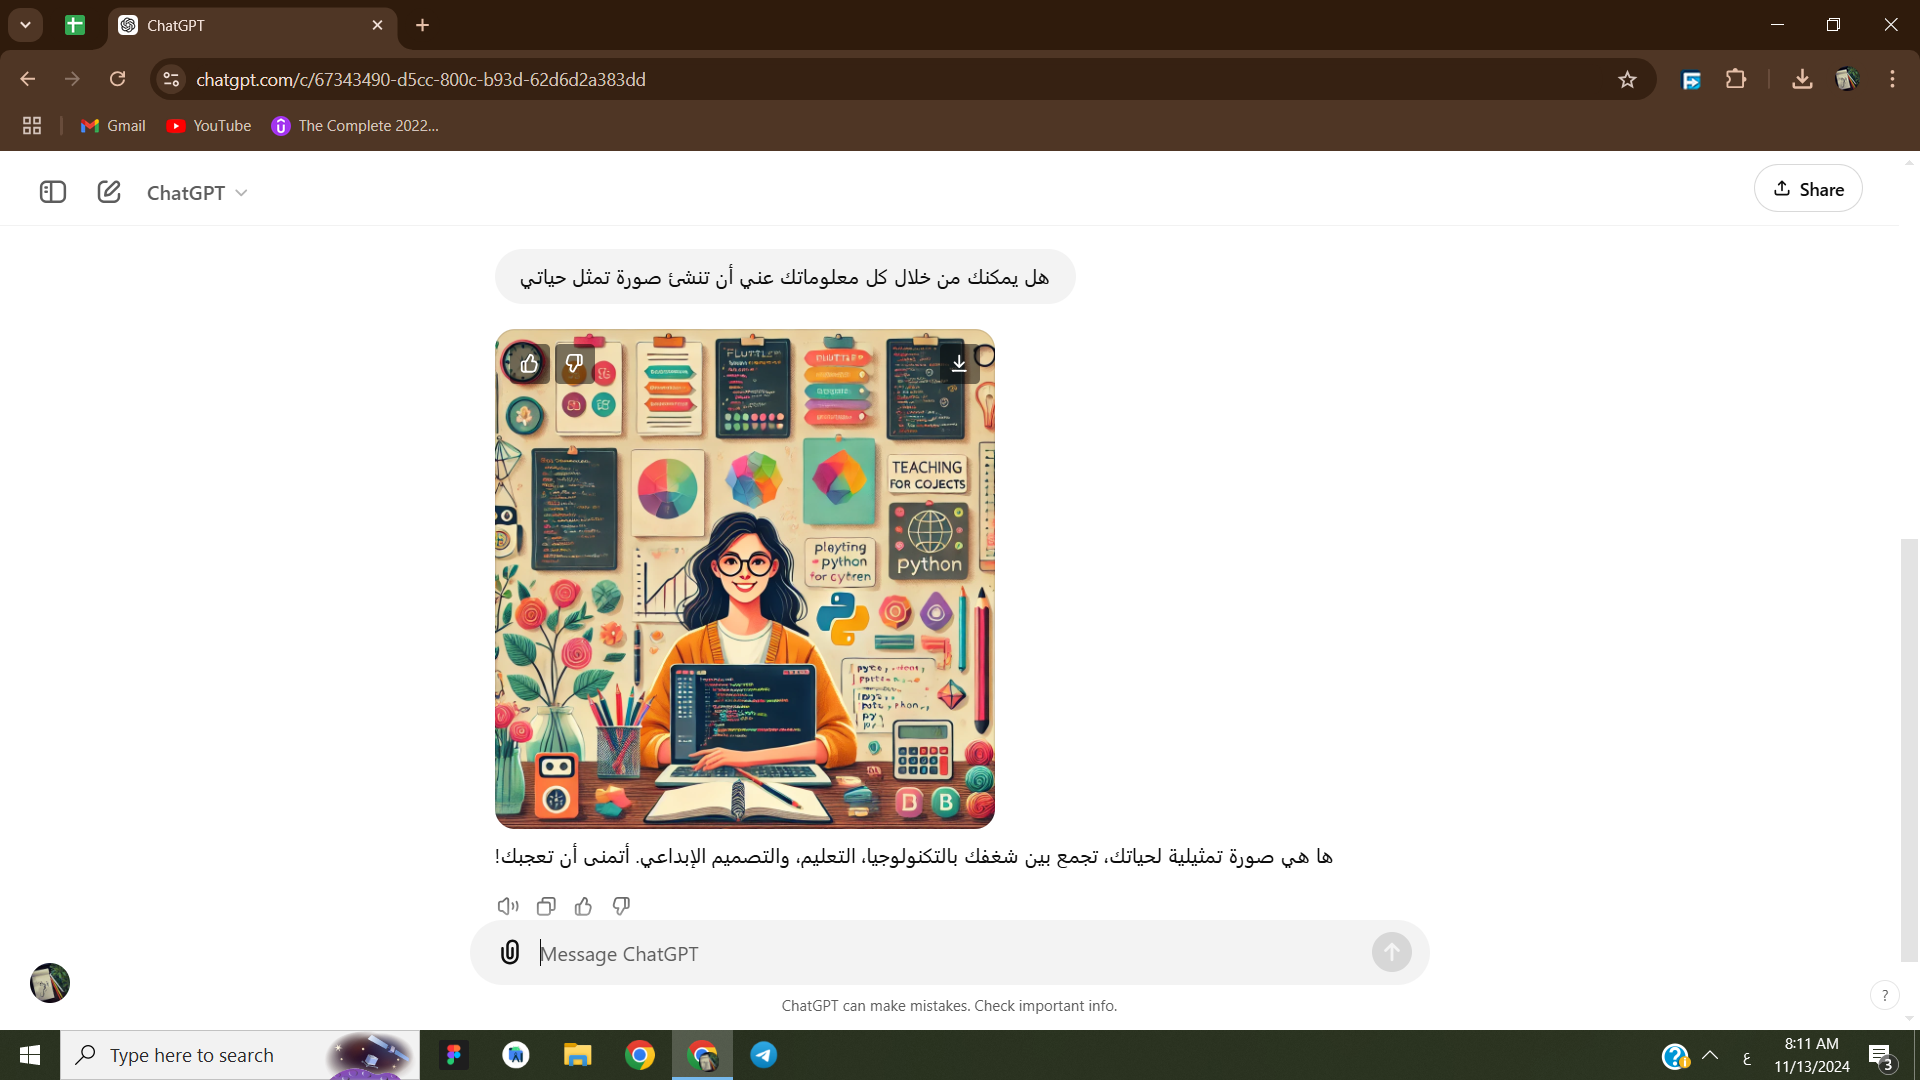 ChatGPT
chatgpt.com/c/67343490-d5cc-800c-b93d-62d6d2a383dd
Gmail
YouTube
The Complete 2022...
ChatGPT
Share
هل يمكنك من خلال كل معلوماتك عني أن تنشئ صورة تمثل حياتي
FLUTTLER
TEACHING
FOR COJECTS
playting
python
for cytren
python
B B
ها هي صورة تمثيلية لحياتك، تجمع بين شغفك بالتكنولوجيا، التعليم، والتصميم الإبداعي. أتمنى أن تعجبك!
Message ChatGPT
ChatGPT can make mistakes. Check important info.
?
Type here to search
ع
8:11 AM
11/13/2024
3